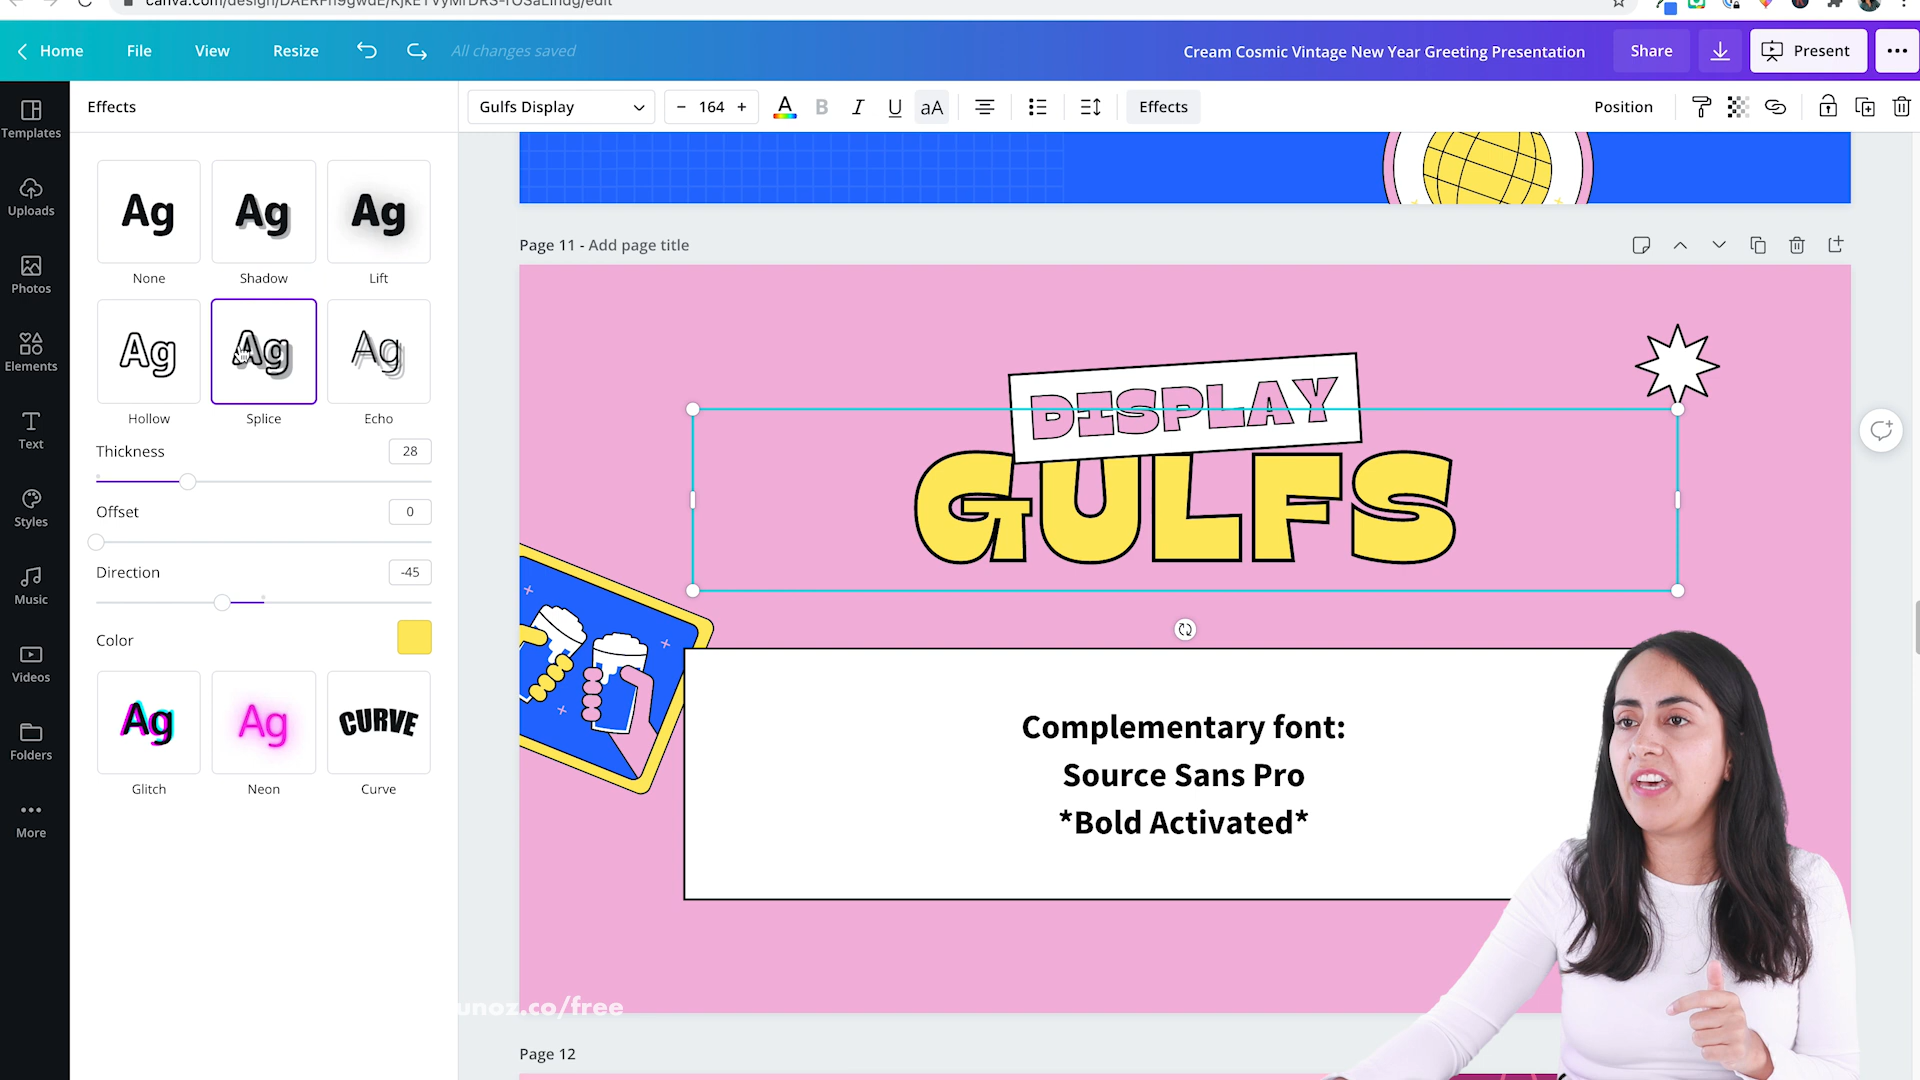 Home File View Resize All changes saved Cream Cosmic Vintage New Year Greeting Presentation Share Present
Effects Gulfs Display - 164 + A B I U aA Effects Position
Templates
Uploads
Photos
Elements
Text
Styles
Music
Videos
Folders
More
Ag Ag Ag
None Shadow Lift
Ag Ag Ag
Hollow Splice Echo
Thickness 28
Offset 0
Direction -45
Color
Ag Ag CURVE
Glitch Neon Curve
Page 11 - Add page title
DISPLAY
GULFS
Complementary font:
Source Sans Pro
*Bold Activated*
unoz.co/free
Page 12